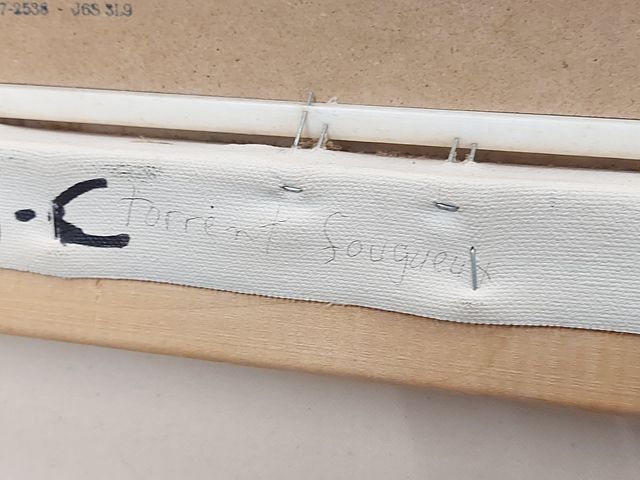 7-2538 - J6S 3L9
-C torrent fougueux